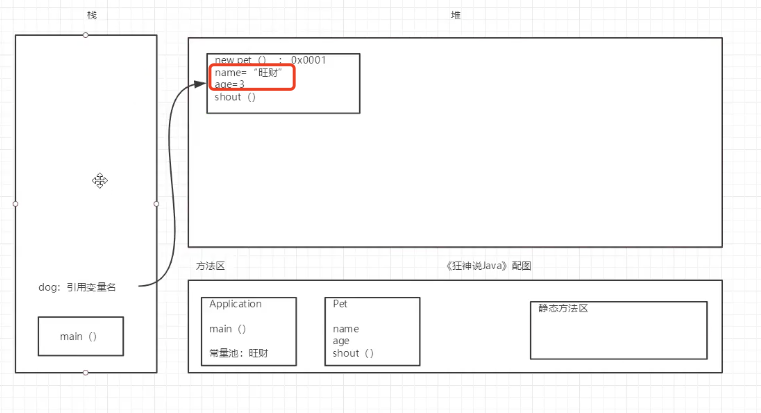 栈
堆
new pet（）： 0x0001
name=“旺财”
age=3
shout（）
dog：引用变量名
main（）
方法区
《狂神说Java》配图
Application
main（）
常量池：旺财
Pet
name
age
shout（）
静态方法区